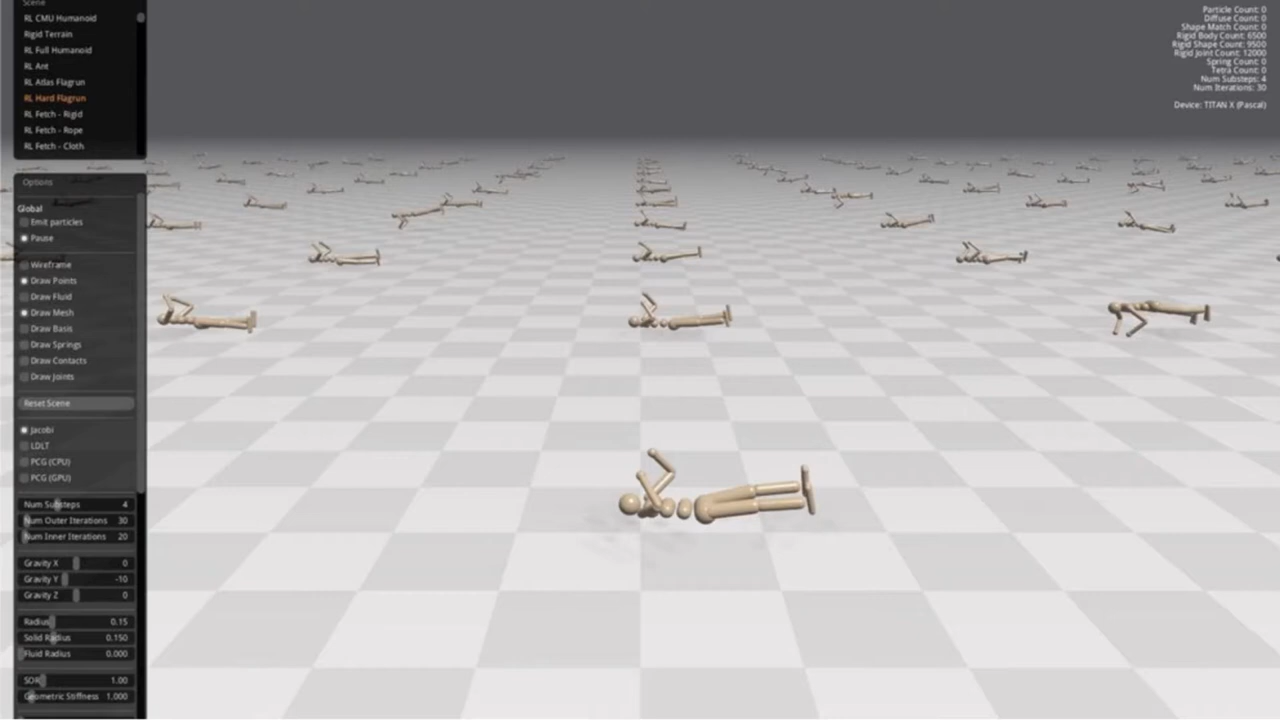 Scene
RL CMU Humanoid
Rigid Terrain
RL Full Humanoid
RL Ant
RL Atlas Flagrun
RL Hard Flagrun
RL Fetch - Rigid
RL Fetch - Rope
RL Fetch - Cloth
Options
Global
Emit particles
Pause
Wireframe
Draw Points
Draw Fluid
Draw Mesh
Draw Basis
Draw Springs
Draw Contacts
Draw Joints
Reset Scene
Jacobi
LDLT
PCG (CPU)
PCG (GPU)
Num Substeps 4
Num Outer Iterations 30
Num Inner Iterations 20
Gravity X 0
Gravity Y -10
Gravity Z 0
Radius 0.15
Solid Radius 0.150
Fluid Radius 0.000
SOR 1.00
Geometric Stiffness 1.000
Particle Count: 0
Diffuse Count: 0
Shape Match Count: 0
Rigid Body Count: 6500
Rigid Shape Count: 9500
Rigid Joint Count: 12000
Spring Count: 0
Tetra Count: 0
Num Substeps: 4
Num Iterations: 30
Device: TITAN X (Pascal)